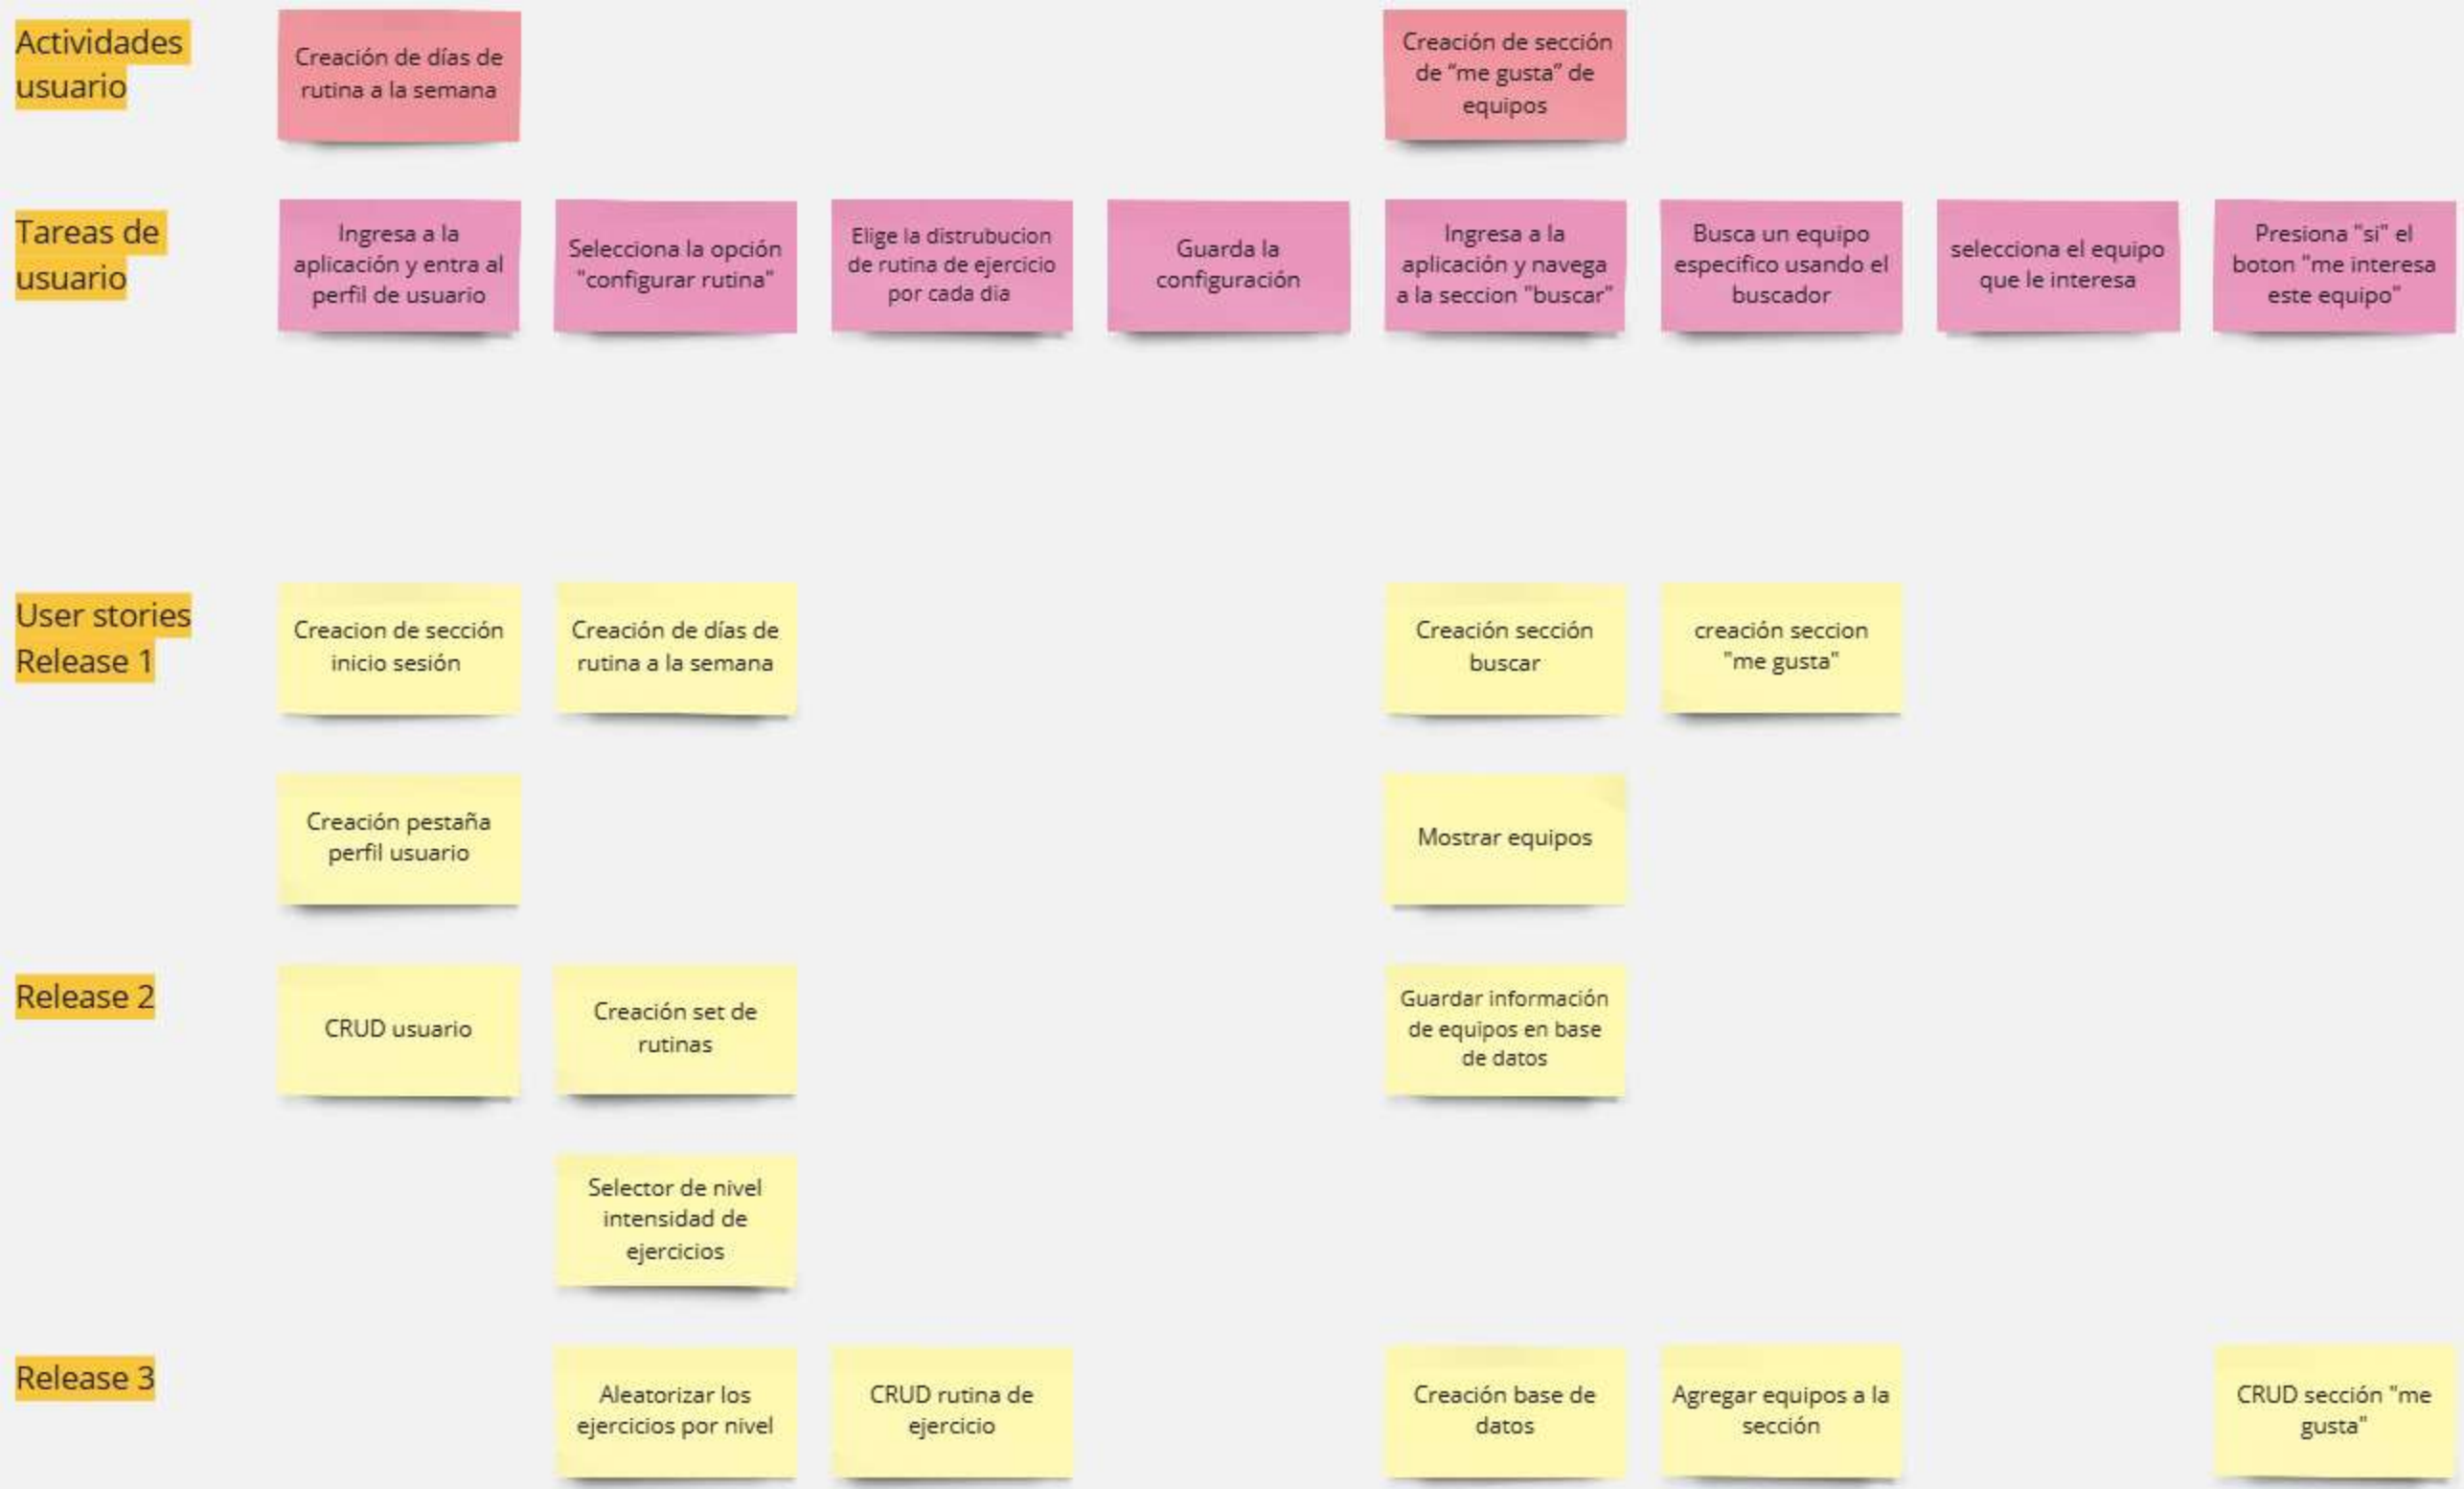 Actividades
usuario
Creación de días de
rutina a la semana
Creación de sección
de "me gusta" de
equipos
Tareas de
usuario
Ingresa a la
aplicación y entra al
perfil de usuario
Selecciona la opción
"configurar rutina"
Elige la distrubucion
de rutina de ejercicio
por cada dia
Guarda la
configuración
Ingresa a la
aplicación y navega
a la seccion "buscar"
Busca un equipo
especifico usando el
buscador
selecciona el equipo
que le interesa
Presiona "si" el
boton "me interesa
este equipo"
User stories
Release 1
Creacion de sección
inicio sesión
Creación de días de
rutina a la semana
Creación sección
buscar
creación seccion
"me gusta"
Creación pestaña
perfil usuario
Mostrar equipos
Release 2
CRUD usuario
Creación set de
rutinas
Guardar información
de equipos en base
de datos
Selector de nivel
intensidad de
ejercicios
Release 3
Aleatorizar los
ejercicios por nivel
CRUD rutina de
ejercicio
Creación base de
datos
Agregar equipos a la
sección
CRUD sección "me
gusta"